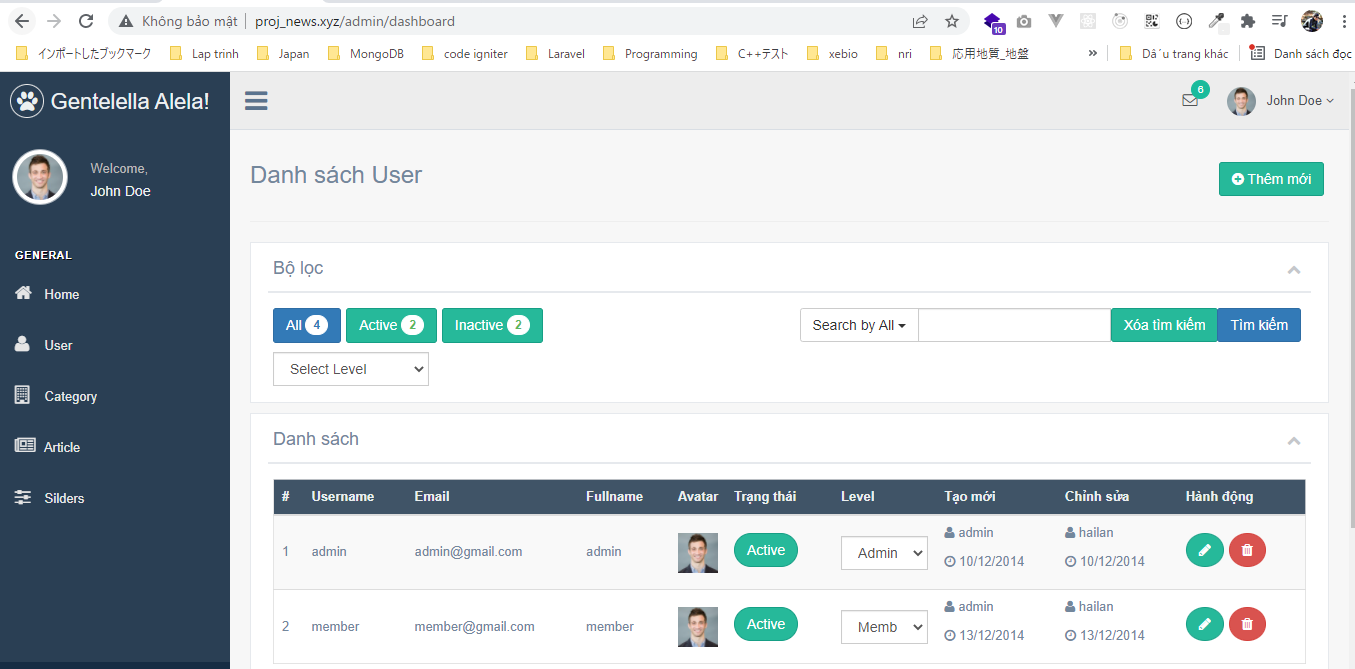 Không bảo mật | proj_news.xyz/admin/dashboard
10
インポートしたブックマーク Lap trinh Japan MongoDB code igniter Laravel Programming C++テスト xebio nri 応用地質_地盤 » Dấu trang khác Danh sách đọc
Gentelella Alela!
6
John Doe
Welcome,
John Doe
GENERAL
Home
User
Category
Article
Silders
Danh sách User
Thêm mới
Bộ lọc
All 4 Active 2 Inactive 2 Search by All Xóa tìm kiếm Tìm kiếm
Select Level
Danh sách
# Username Email Fullname Avatar Trạng thái Level Tạo mới Chỉnh sửa Hành động
1 admin admin@gmail.com admin Active Admin admin hailan
10/12/2014 10/12/2014
2 member member@gmail.com member Active Memb admin hailan
13/12/2014 13/12/2014